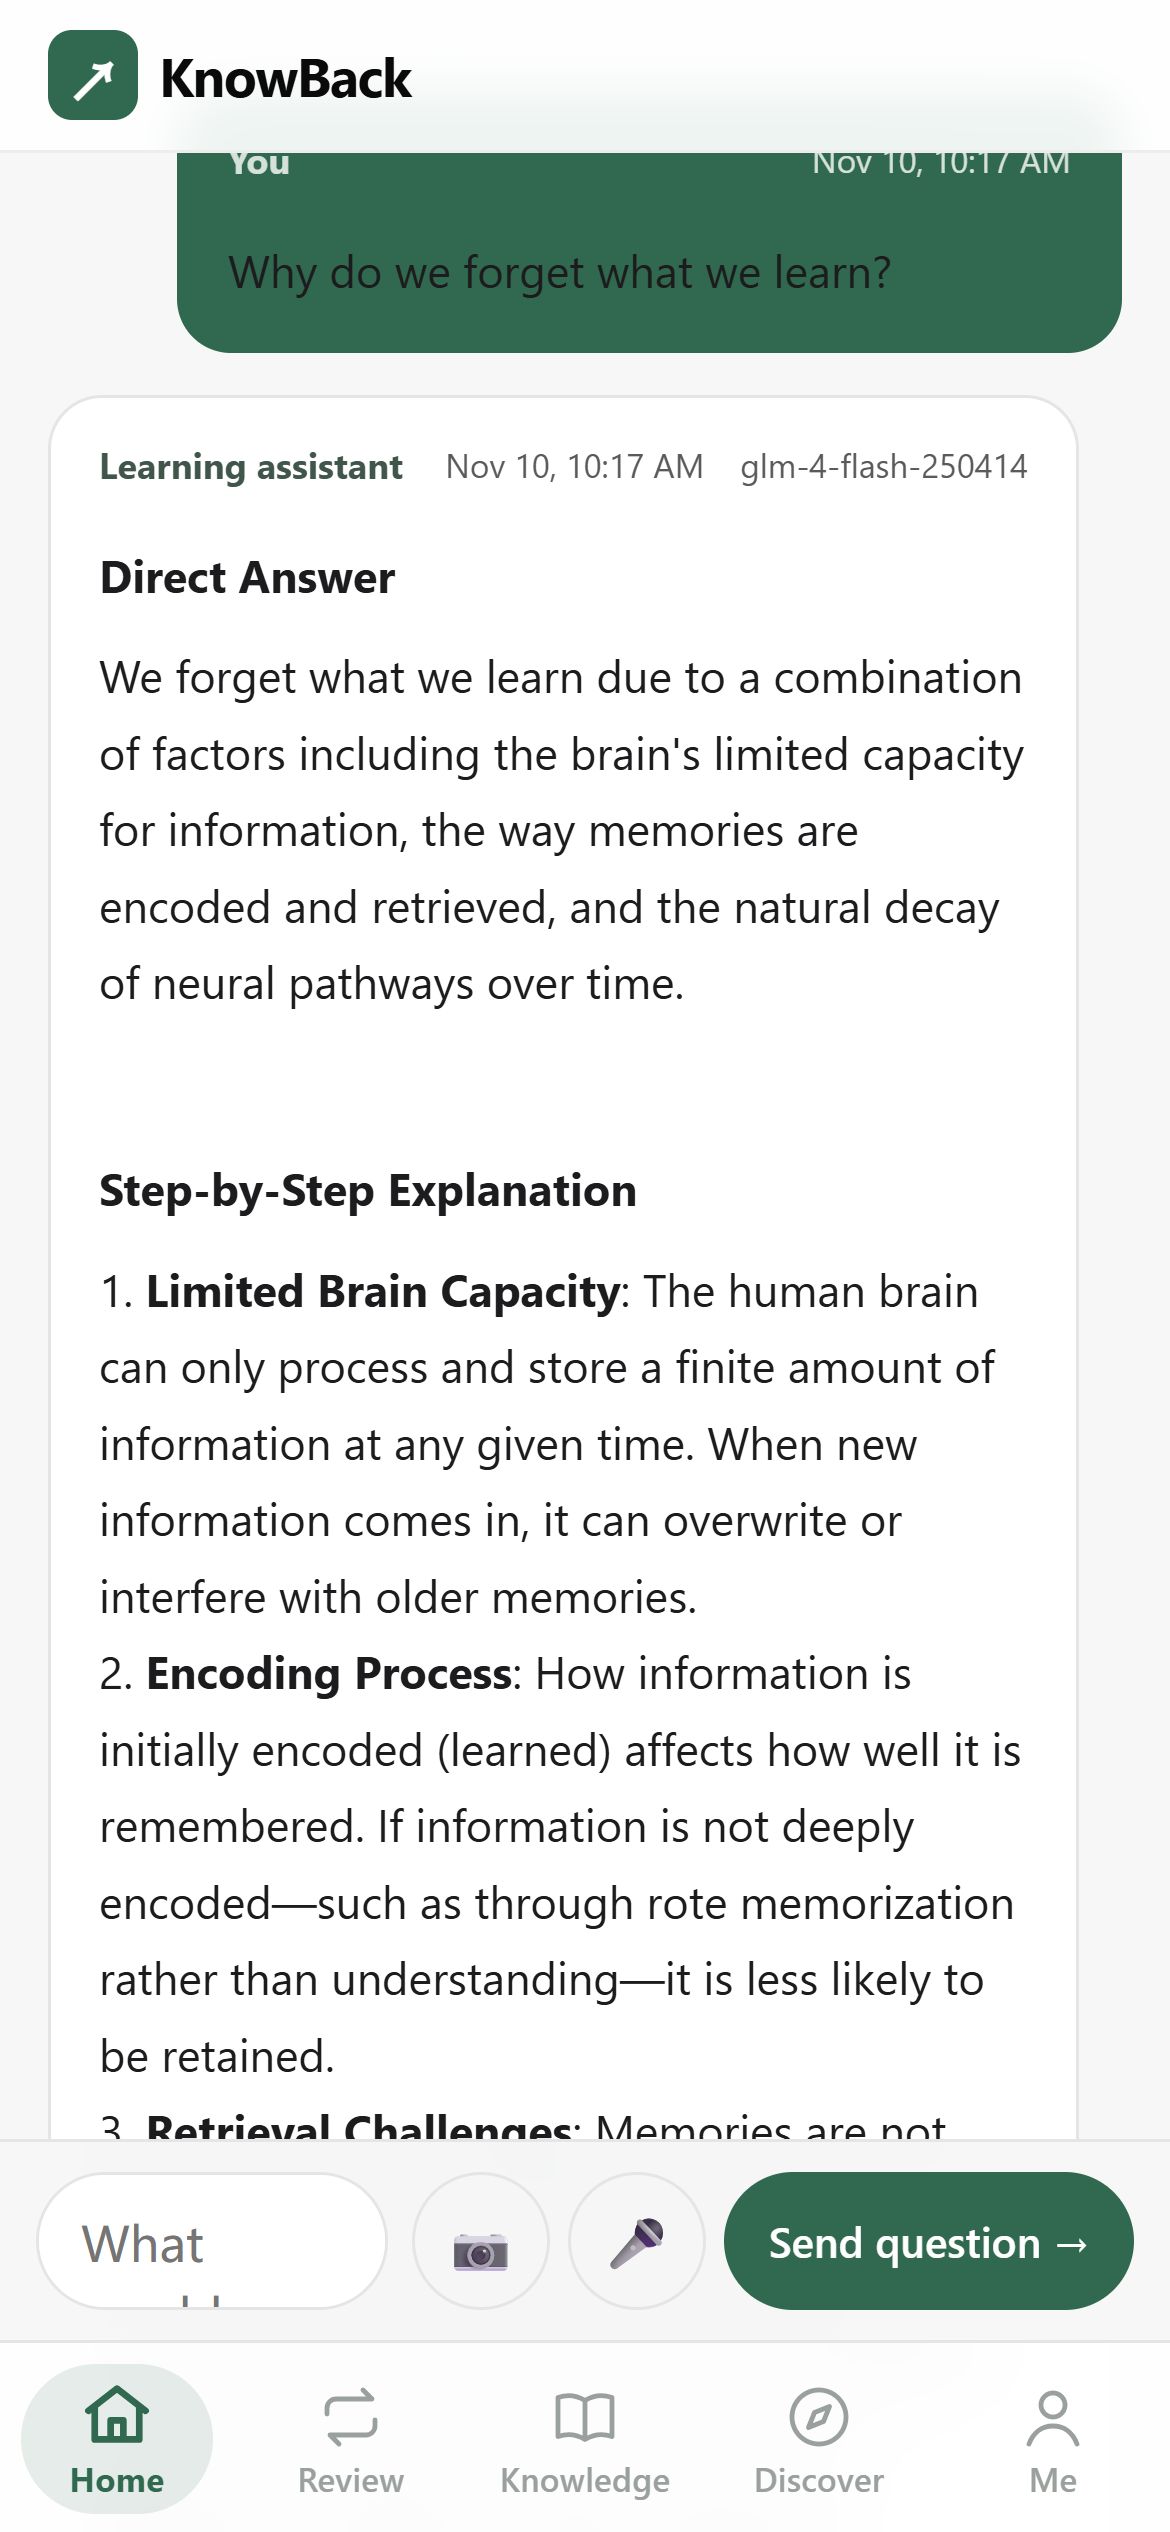 KnowBack
You Nov 10, 10:17 AM
Why do we forget what we learn?
Learning assistant Nov 10, 10:17 AM glm-4-flash-250414
Direct Answer
We forget what we learn due to a combination
of factors including the brain's limited capacity
for information, the way memories are
encoded and retrieved, and the natural decay
of neural pathways over time.
Step-by-Step Explanation
1. Limited Brain Capacity: The human brain
can only process and store a finite amount of
information at any given time. When new
information comes in, it can overwrite or
interfere with older memories.
2. Encoding Process: How information is
initially encoded (learned) affects how well it is
remembered. If information is not deeply
encoded—such as through rote memorization
rather than understanding—it is less likely to
be retained.
3. Retrieval Challenges: Memories are not
What
Send question →
Home Review Knowledge Discover Me